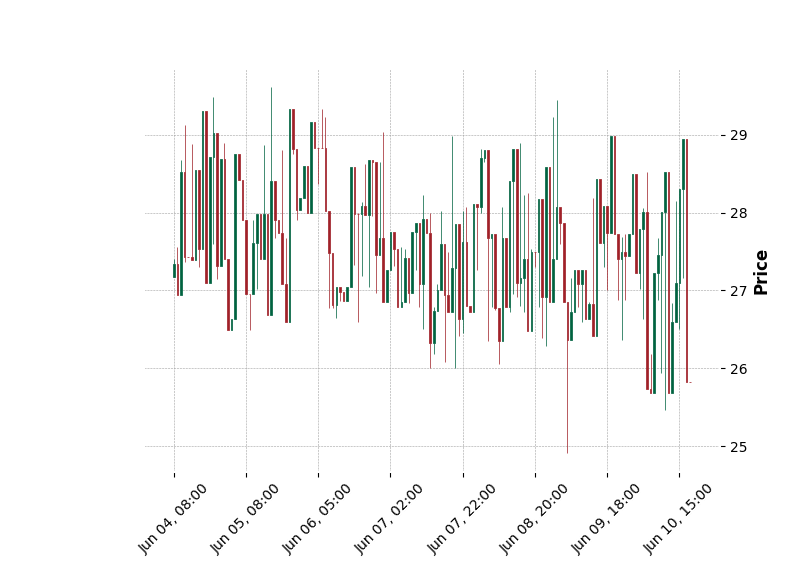 29
28
27
26
25
Price
Jun 04, 08:00
Jun 05, 08:00
Jun 06, 05:00
Jun 07, 02:00
Jun 07, 22:00
Jun 08, 20:00
Jun 09, 18:00
Jun 10, 15:00